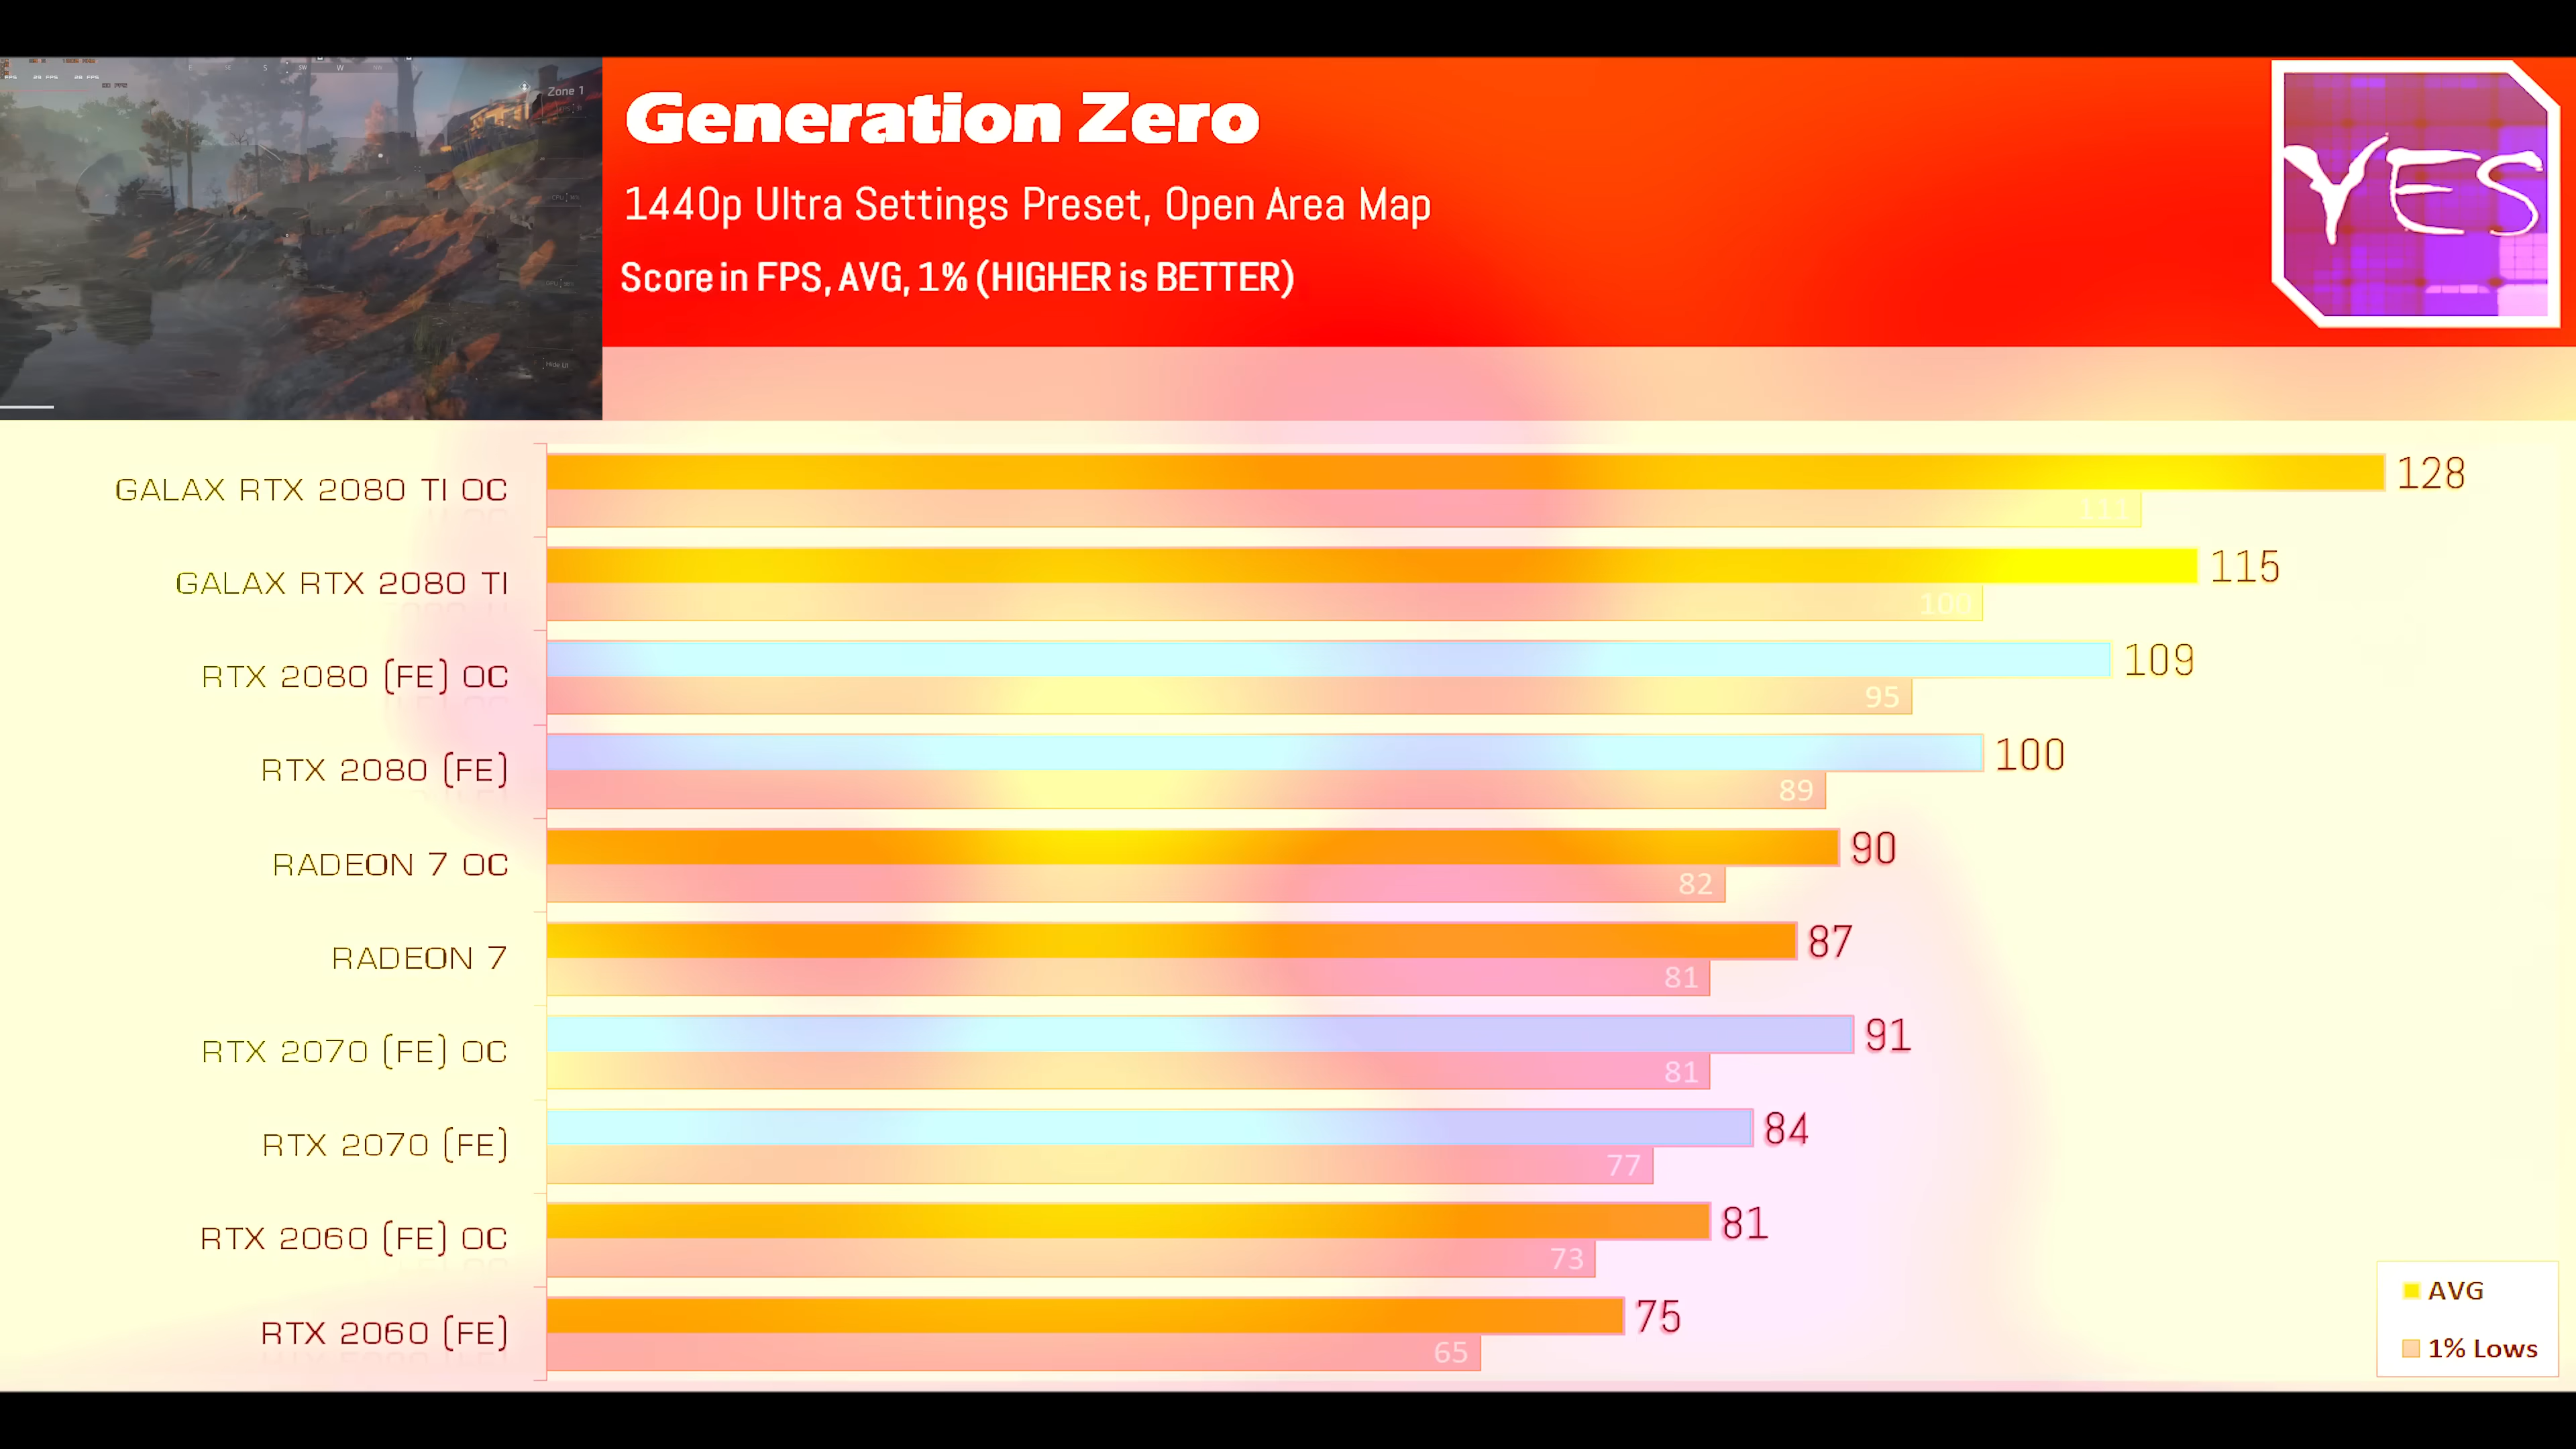 Zone 1
S
W
Hide UI
Generation Zero
1440p Ultra Settings Preset, Open Area Map
Score in FPS, AVG, 1% (HIGHER is BETTER)
YES
GALAX RTX 2080 TI OC
128
111
GALAX RTX 2080 TI
115
100
RTX 2080 (FE) OC
109
95
RTX 2080 (FE)
100
89
RADEON 7 OC
90
82
RADEON 7
87
81
RTX 2070 (FE) OC
91
81
RTX 2070 (FE)
84
77
RTX 2060 (FE) OC
81
73
RTX 2060 (FE)
75
65
AVG
1% Lows